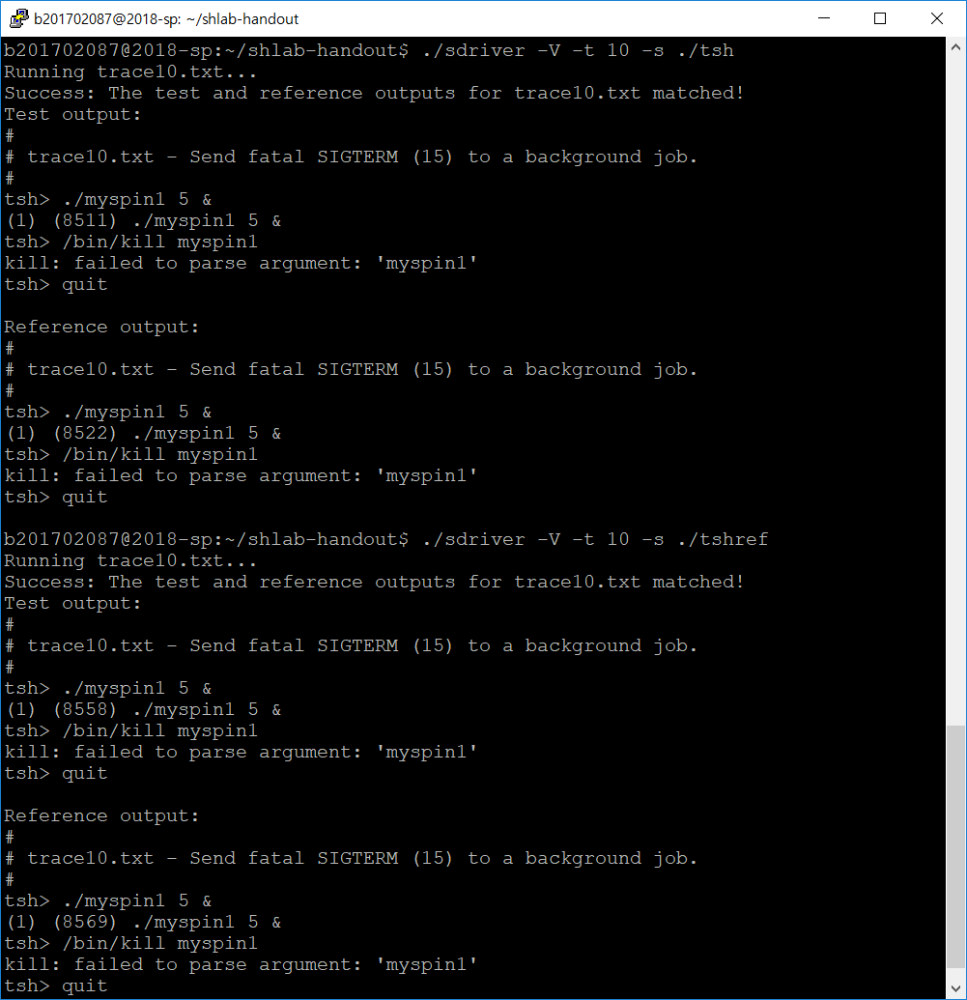 b201702087@2018-sp: ~/shlab-handout
b201702087@2018-sp:~/shlab-handout$ ./sdriver -V -t 10 -s ./tsh
Running trace10.txt...
Success: The test and reference outputs for trace10.txt matched!
Test output:
#
# trace10.txt - Send fatal SIGTERM (15) to a background job.
#
tsh> ./myspin1 5 &
(1) (8511) ./myspin1 5 &
tsh> /bin/kill myspin1
kill: failed to parse argument: 'myspin1'
tsh> quit

Reference output:
#
# trace10.txt - Send fatal SIGTERM (15) to a background job.
#
tsh> ./myspin1 5 &
(1) (8522) ./myspin1 5 &
tsh> /bin/kill myspin1
kill: failed to parse argument: 'myspin1'
tsh> quit

b201702087@2018-sp:~/shlab-handout$ ./sdriver -V -t 10 -s ./tshref
Running trace10.txt...
Success: The test and reference outputs for trace10.txt matched!
Test output:
#
# trace10.txt - Send fatal SIGTERM (15) to a background job.
#
tsh> ./myspin1 5 &
(1) (8558) ./myspin1 5 &
tsh> /bin/kill myspin1
kill: failed to parse argument: 'myspin1'
tsh> quit

Reference output:
#
# trace10.txt - Send fatal SIGTERM (15) to a background job.
#
tsh> ./myspin1 5 &
(1) (8569) ./myspin1 5 &
tsh> /bin/kill myspin1
kill: failed to parse argument: 'myspin1'
tsh> quit